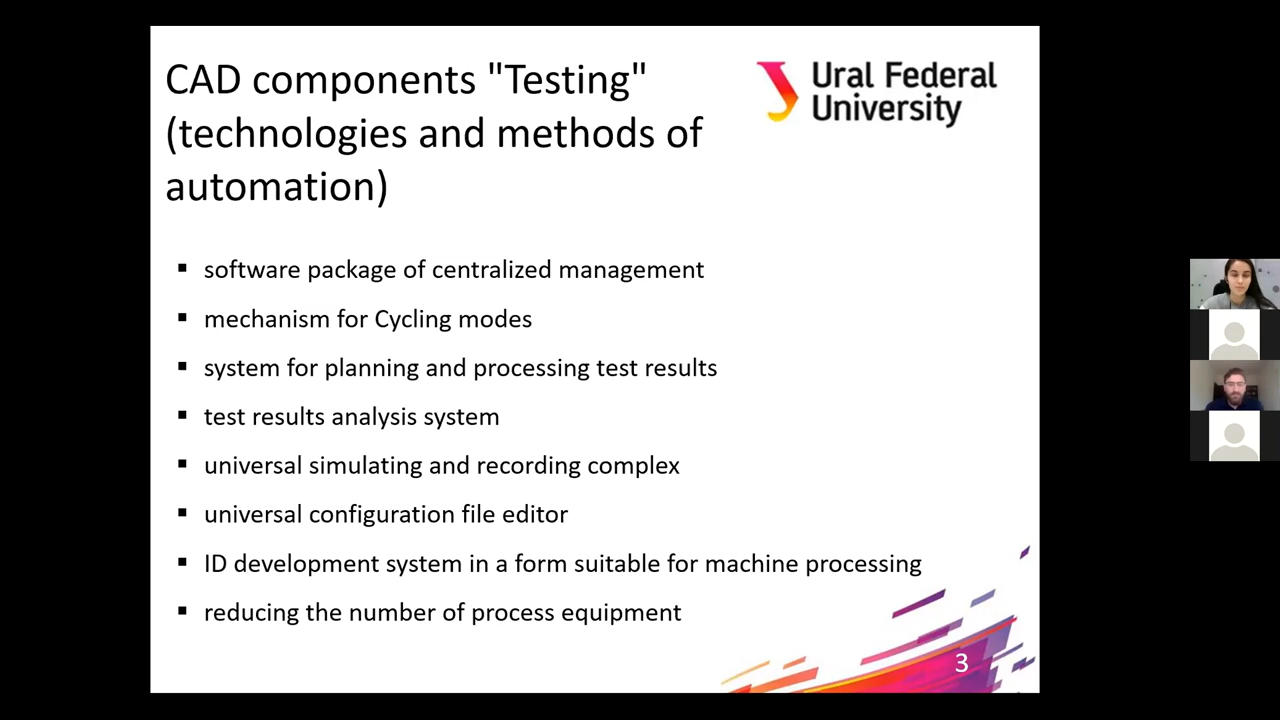 CAD components "Testing"
(technologies and methods of
automation)
Ural Federal
University
▪ software package of centralized management
▪ mechanism for Cycling modes
▪ system for planning and processing test results
▪ test results analysis system
▪ universal simulating and recording complex
▪ universal configuration file editor
▪ ID development system in a form suitable for machine processing
▪ reducing the number of process equipment
3